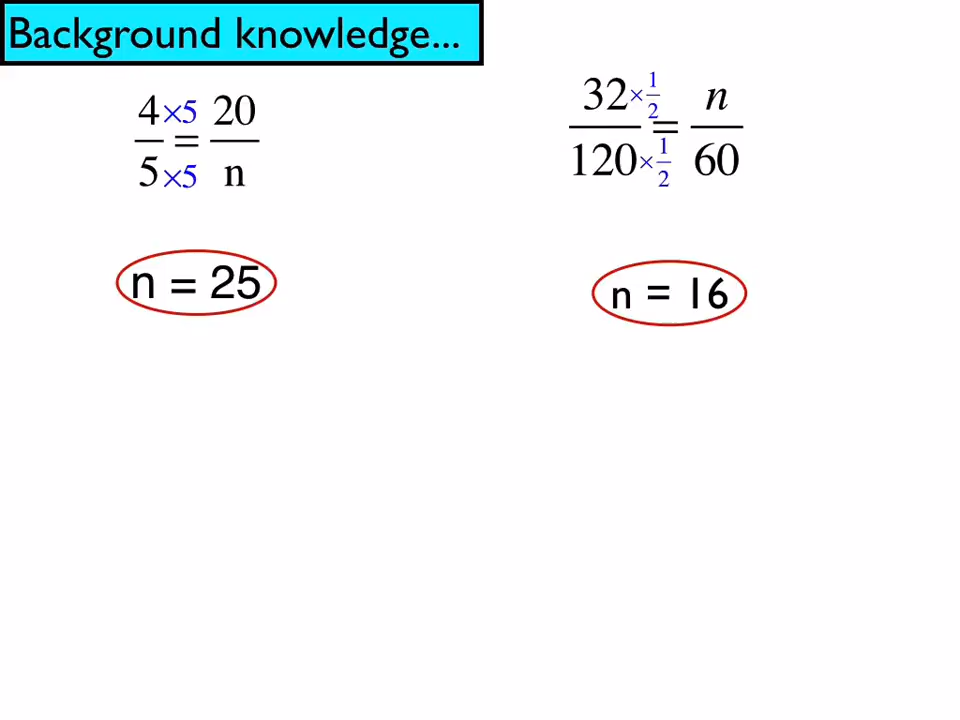 Background knowledge...
4×5 = 20
5×5 n
32×1/2 = n
120×1/2 60
n = 25
n = 16